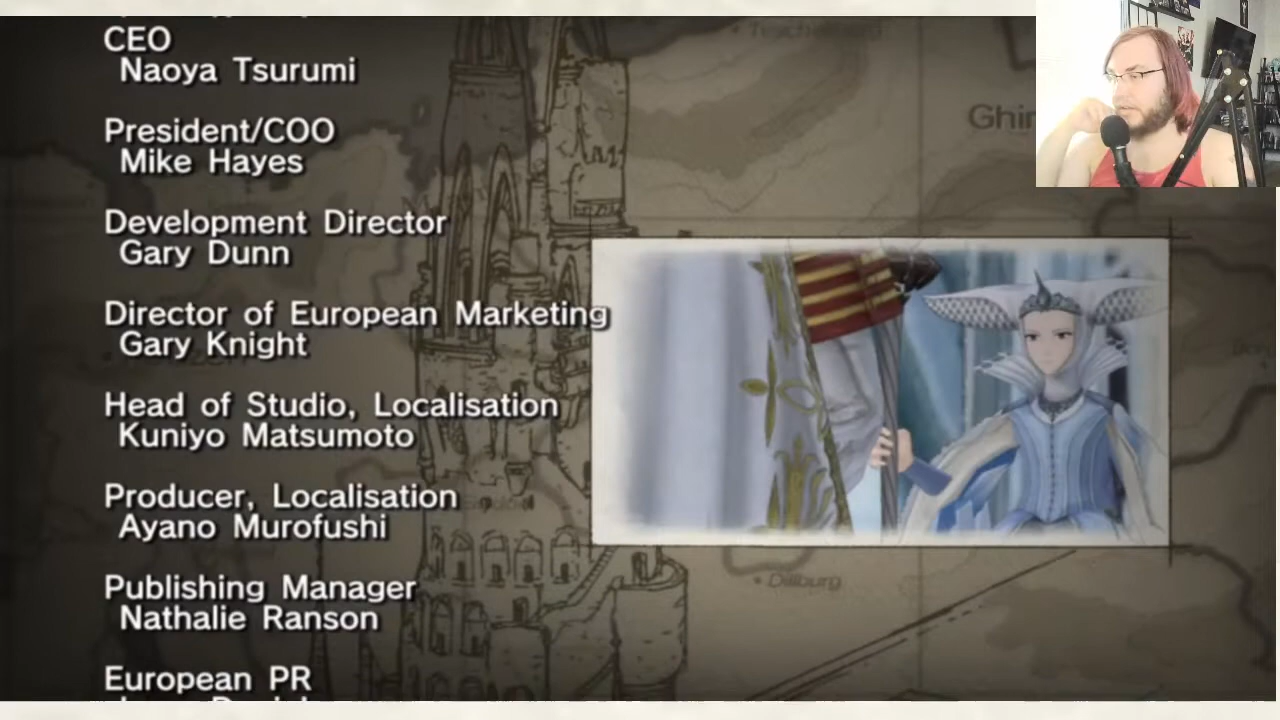 CEO
Naoya Tsurumi
President/COO
Mike Hayes
Development Director
Gary Dunn
Director of European Marketing
Gary Knight
Head of Studio, Localisation
Kuniyo Matsumoto
Producer, Localisation
Ayano Murofushi
Publishing Manager
Nathalie Ranson
European PR
Dillburg